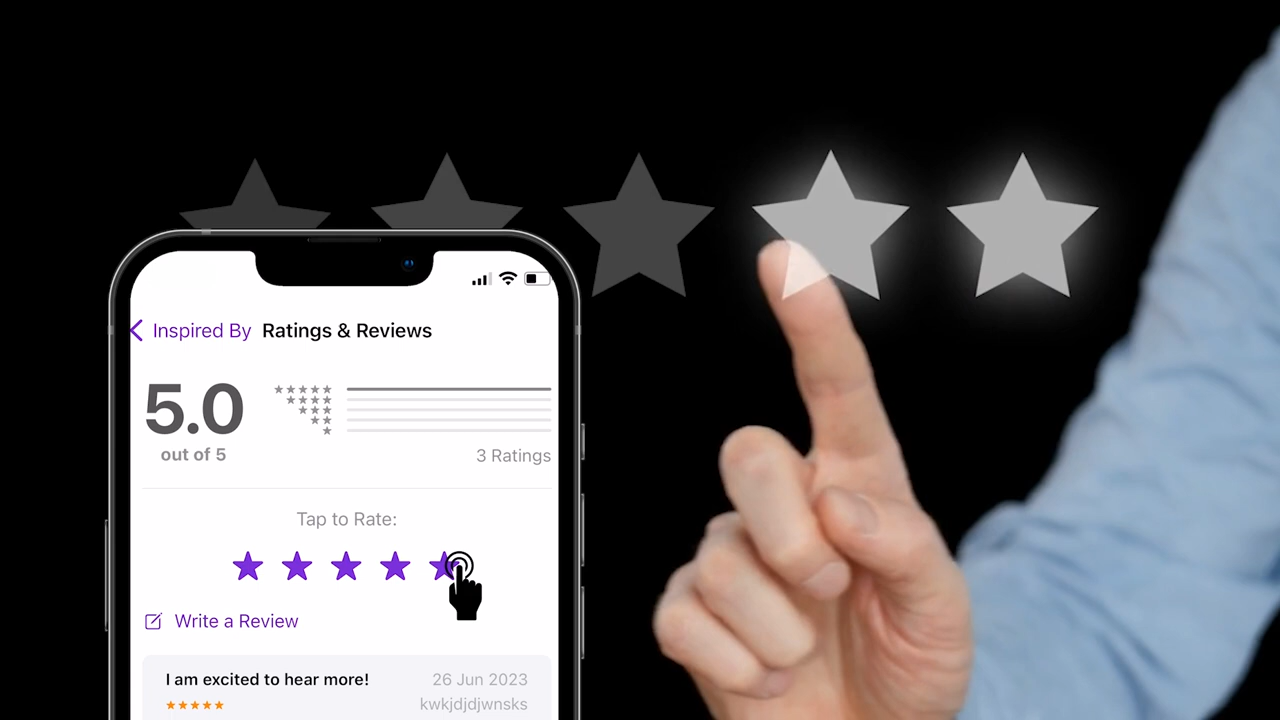 Inspired By Ratings & Reviews
5.0
out of 5
3 Ratings
Tap to Rate:
Write a Review
I am excited to hear more! 26 Jun 2023
kwkjdjdjwnsks